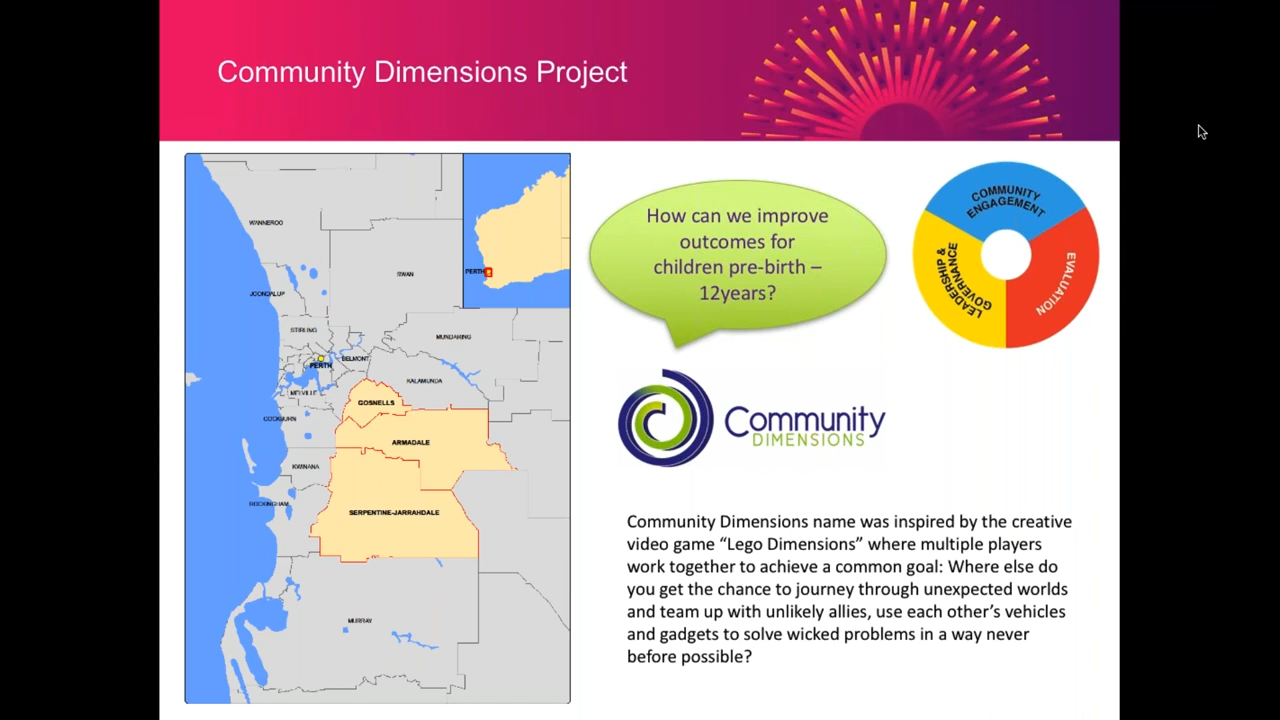 Community Dimensions Project
WANNEROO
SWAN
PERTH
JOONDALUP
STIRLING
MUNDARING
BELMONT
PERTH
KALAMUNDA
MELVILLE
GOSNELLS
COCKBURN
ARMADALE
KWINANA
ROCKINGHAM
SERPENTINE-JARRAHDALE
MURRAY
How can we improve
outcomes for
children pre-birth –
12years?
COMMUNITY
ENGAGEMENT
LEADERSHIP &
GOVERNANCE
EVALUATION
Community
DIMENSIONS
Community Dimensions name was inspired by the creative
video game “Lego Dimensions” where multiple players
work together to achieve a common goal: Where else do
you get the chance to journey through unexpected worlds
and team up with unlikely allies, use each other’s vehicles
and gadgets to solve wicked problems in a way never
before possible?